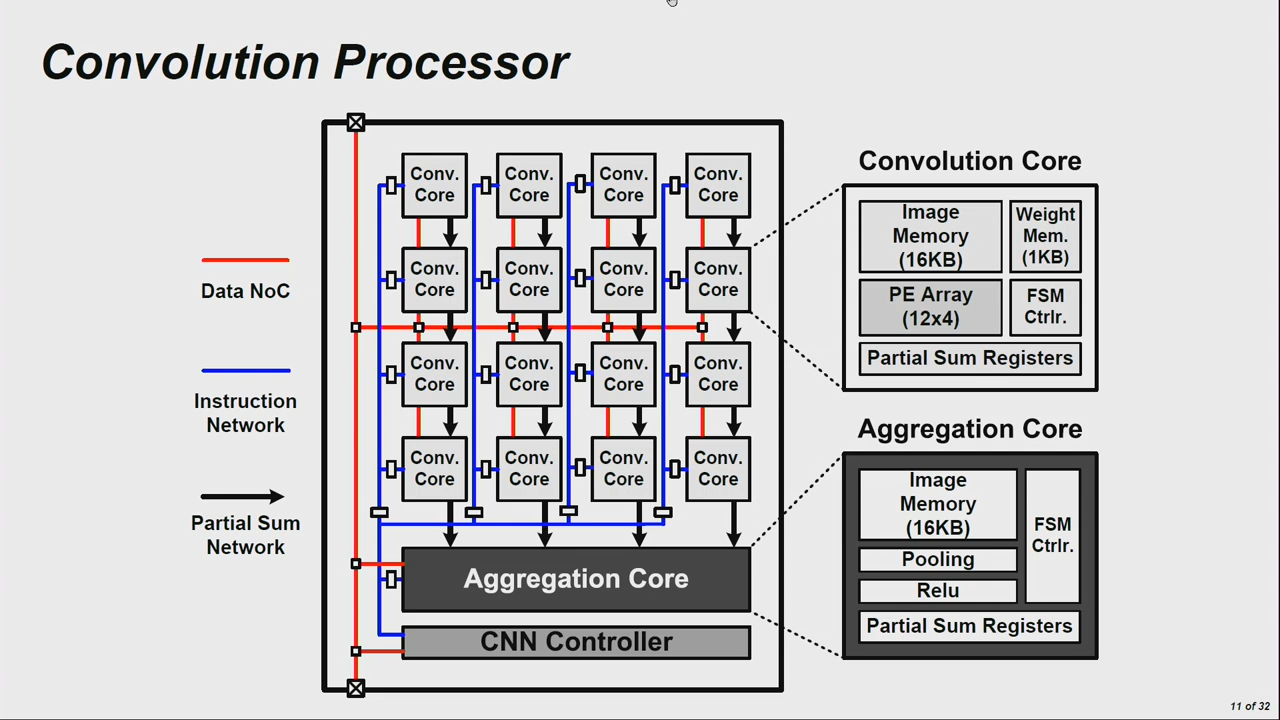 Convolution Processor
Data NoC
Instruction
Network
Partial Sum
Network
Conv. Conv. Conv. Conv.
Core Core Core Core
Conv. Conv. Conv. Conv.
Core Core Core Core
Conv. Conv. Conv. Conv.
Core Core Core Core
Conv. Conv. Conv. Conv.
Core Core Core Core
Aggregation Core
CNN Controller
Convolution Core
Image
Memory
(16KB)
Weight
Mem.
(1KB)
PE Array
(12x4)
FSM
Ctrlr.
Partial Sum Registers
Aggregation Core
Image
Memory
(16KB)
Pooling
Relu
FSM
Ctrlr.
Partial Sum Registers
11 of 32